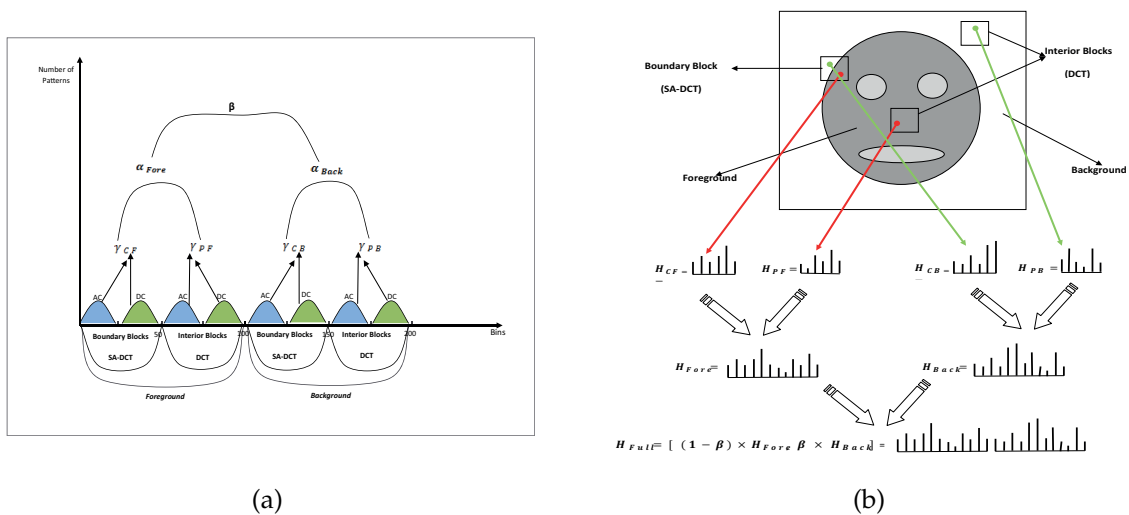 Number of
Patterns
β
α Fore
α Back
γ CF
γ PF
γ CB
γ PB
AC
DC
AC
DC
AC
DC
AC
DC
Boundary Blocks
50
Interior Blocks
100
Boundary Blocks
150
Interior Blocks
200
Bins
SA-DCT
DCT
SA-DCT
DCT
Foreground
Background
(a)
Boundary Block
(SA-DCT)
Interior Blocks
(DCT)
Foreground
Background
H CF =
H PF =
H CB =
H PB =
H Fore=
H Back=
H Full= [ (1 − β) × H Fore β × H Back] =
(b)